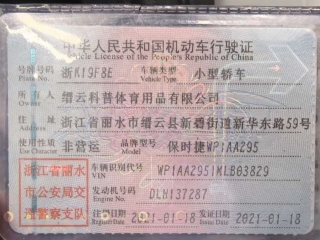 中华人民共和国机动车行驶证
Vehicle License of the People's Republic of China
号牌号码 浙K19F8E 车辆类型 小型轿车
Plate No. Vehicle Type
所有人 缙云科普体育用品有限公司
Owner
住址 浙江省丽水市缙云县新碧街道新华东路59号
Address
使用性质 非营运 品牌型号 保时捷WP1AA295
Use Character Model
浙江省丽水 车辆识别代号 WP1AA2951MLB03829
VIN
市公安局交 发动机号码 DLH137287
Engine No.
通警察支队 注册日期 2021-01-18 发证日期 2021-01-18
Register Date Issue Date